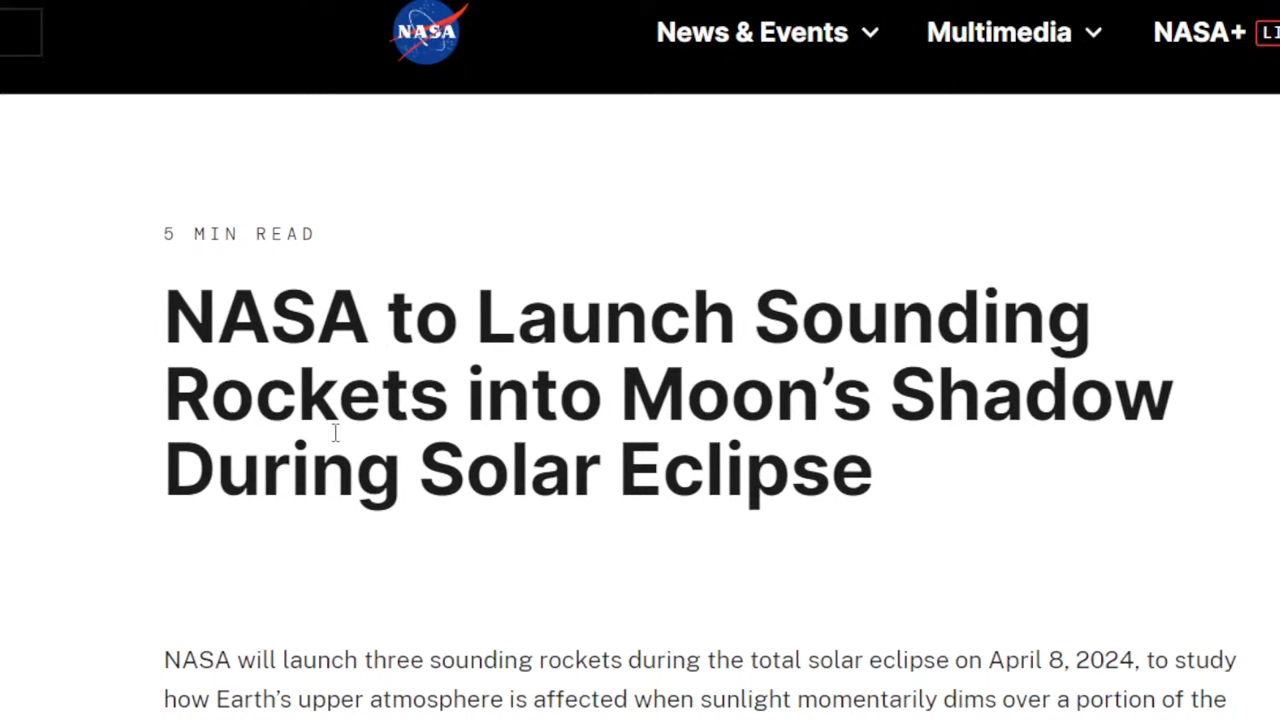 NASA
News & Events
Multimedia
NASA+
5 MIN READ
NASA to Launch Sounding
Rockets into Moon’s Shadow
During Solar Eclipse
NASA will launch three sounding rockets during the total solar eclipse on April 8, 2024, to study
how Earth’s upper atmosphere is affected when sunlight momentarily dims over a portion of the